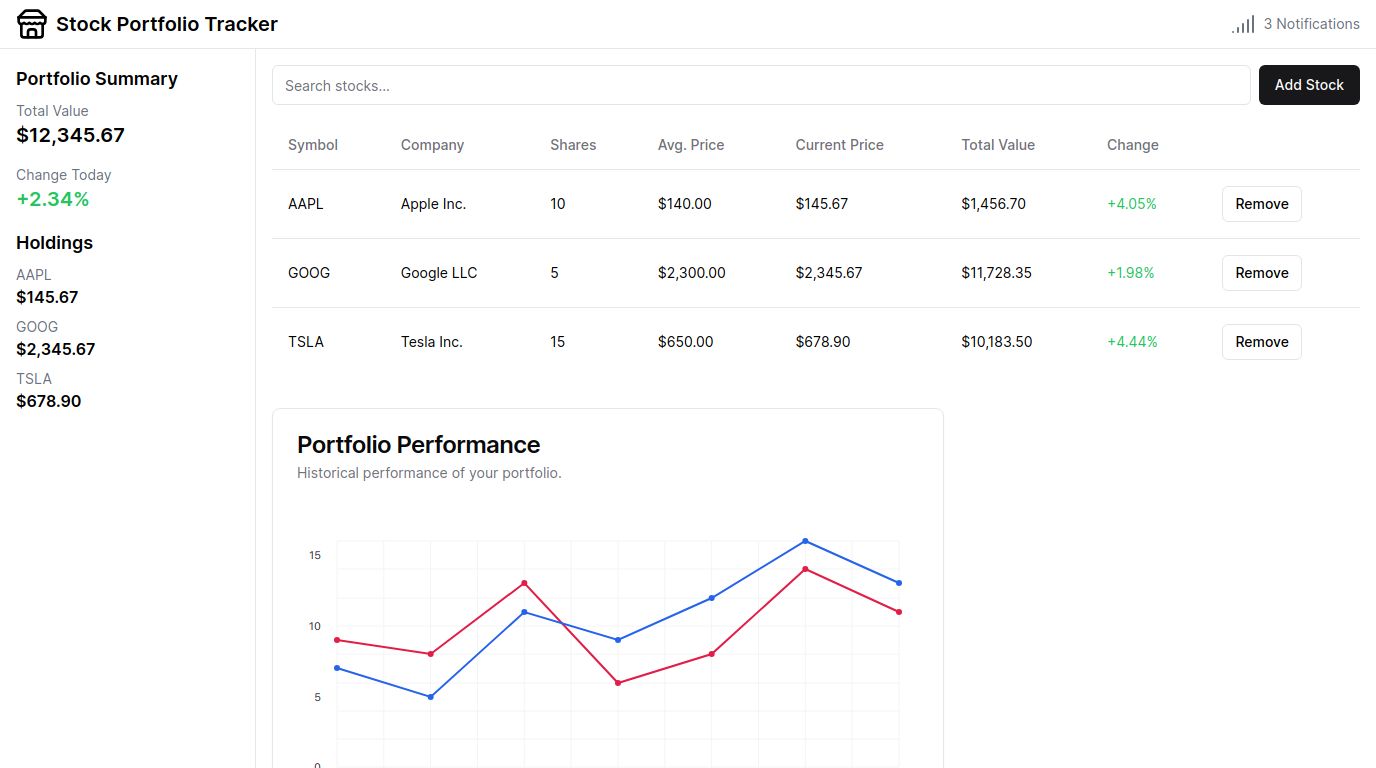 Stock Portfolio Tracker
3 Notifications
Portfolio Summary
Total Value
$12,345.67
Change Today
+2.34%
Holdings
AAPL
$145.67
GOOG
$2,345.67
TSLA
$678.90
Search stocks...
Add Stock
Symbol Company Shares Avg. Price Current Price Total Value Change
AAPL Apple Inc. 10 $140.00 $145.67 $1,456.70 +4.05% Remove
GOOG Google LLC 5 $2,300.00 $2,345.67 $11,728.35 +1.98% Remove
TSLA Tesla Inc. 15 $650.00 $678.90 $10,183.50 +4.44% Remove
Portfolio Performance
Historical performance of your portfolio.
15
10
5
0